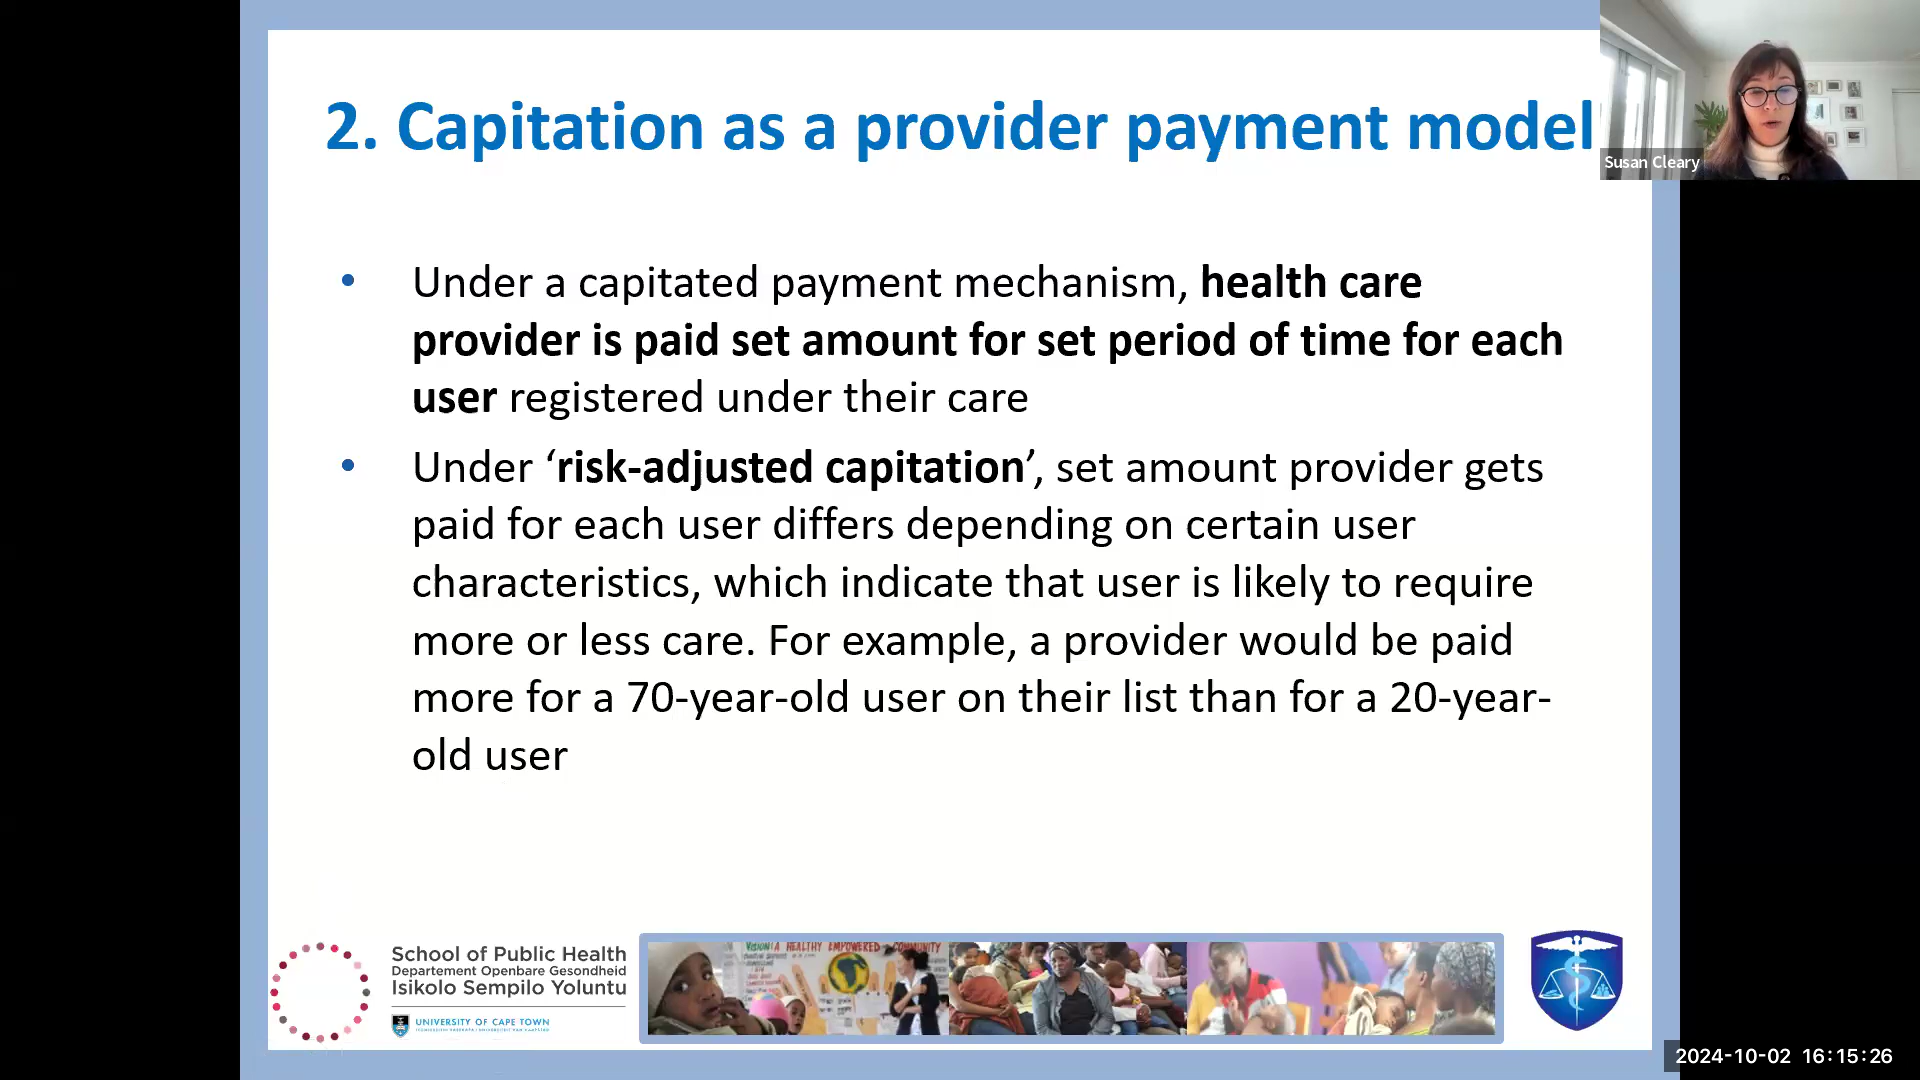 2. Capitation as a provider payment model
Susan Cleary
• Under a capitated payment mechanism, health care
provider is paid set amount for set period of time for each
user registered under their care
• Under ‘risk-adjusted capitation’, set amount provider gets
paid for each user differs depending on certain user
characteristics, which indicate that user is likely to require
more or less care. For example, a provider would be paid
more for a 70-year-old user on their list than for a 20-year-
old user
School of Public Health
Departement Openbare Gesondheid
Isikolo Sempilo Yoluntu
UNIVERSITY OF CAPE TOWN
A HEALTHY EMPOWERED COMMUNITY
2024-10-02 16:15:26